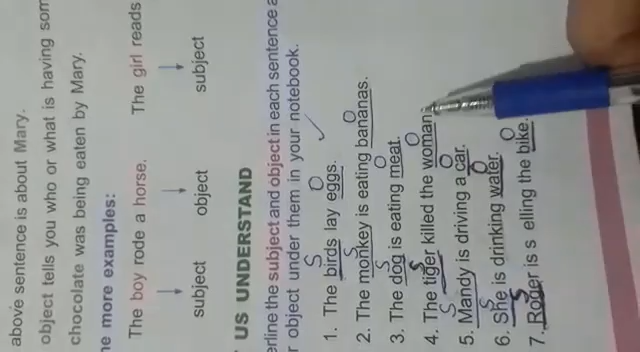 above sentence is about Mary.
object tells you who or what is having som
chocolate was being eaten by Mary.
ne more examples:
The boy rode a horse. The girl reads
subject object subject
US UNDERSTAND
erline the subject and object in each sentence a
r object under them in your notebook.
1. The birds lay eggs.
S O
2. The monkey is eating bananas.
S O
3. The dog is eating meat.
S O
4. The tiger killed the woman.
S O
5. Mandy is driving a car.
S O
6. She is drinking water.
S O
7. Roger is s elling the bike.
S O